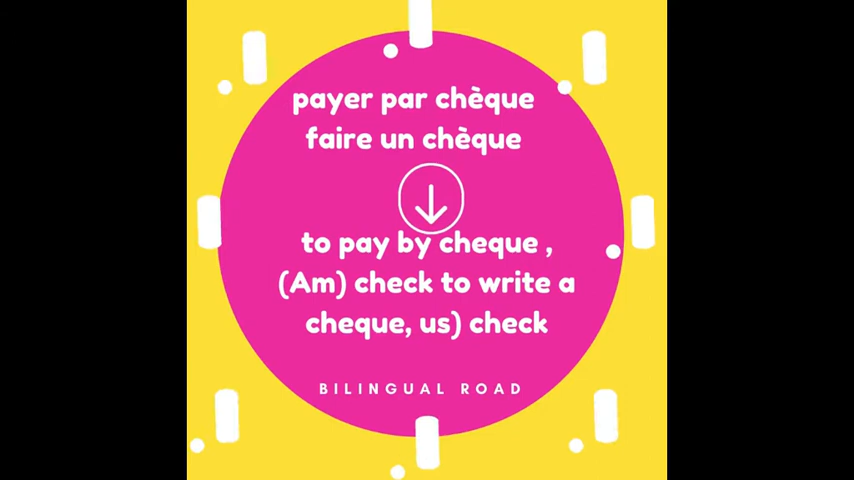 payer par chèque
faire un chèque
to pay by cheque ,
(Am) check to write a
cheque, us) check
BILINGUAL ROAD